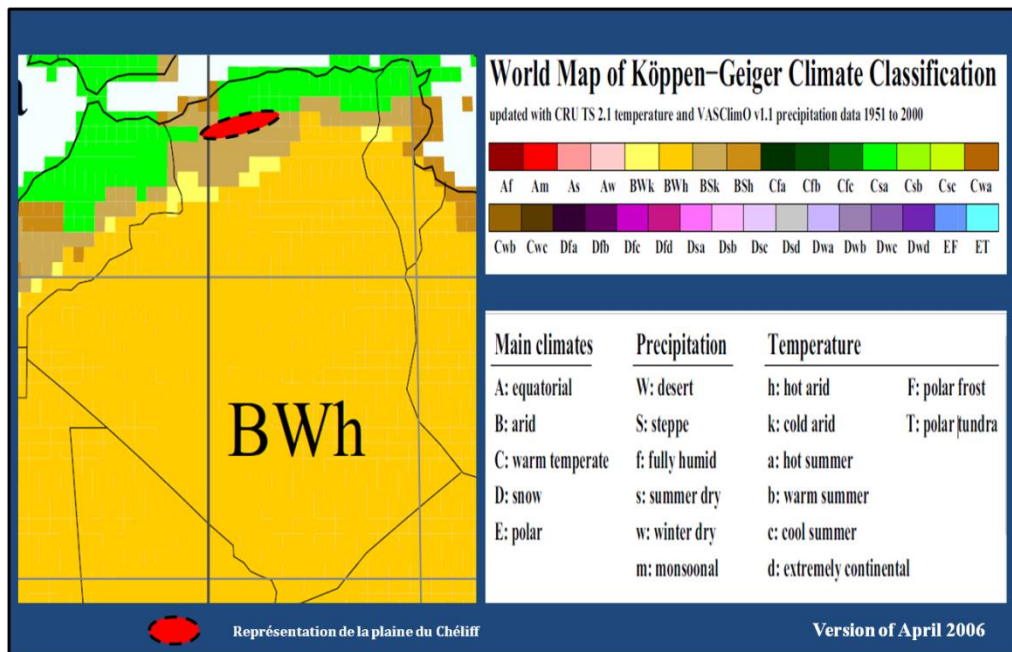 a
BWh
World Map of Köppen−Geiger Climate Classification
updated with CRU TS 2.1 temperature and VASClimO v1.1 precipitation data 1951 to 2000
Af Am As Aw BWk BWh BSk BSh Cfa Cfb Cfc Csa Csb Csc Cwa
Cwb Cwc Dfa Dfb Dfc Dfd Dsa Dsb Dsc Dsd Dwa Dwb Dwc Dwd EF ET
Main climates Precipitation Temperature
A: equatorial W: desert h: hot arid F: polar frost
B: arid S: steppe k: cold arid T: polar tundra
C: warm temperate f: fully humid a: hot summer
D: snow s: summer dry b: warm summer
E: polar w: winter dry c: cool summer
m: monsoonal d: extremely continental
Représentation de la plaine du Chéliff
Version of April 2006